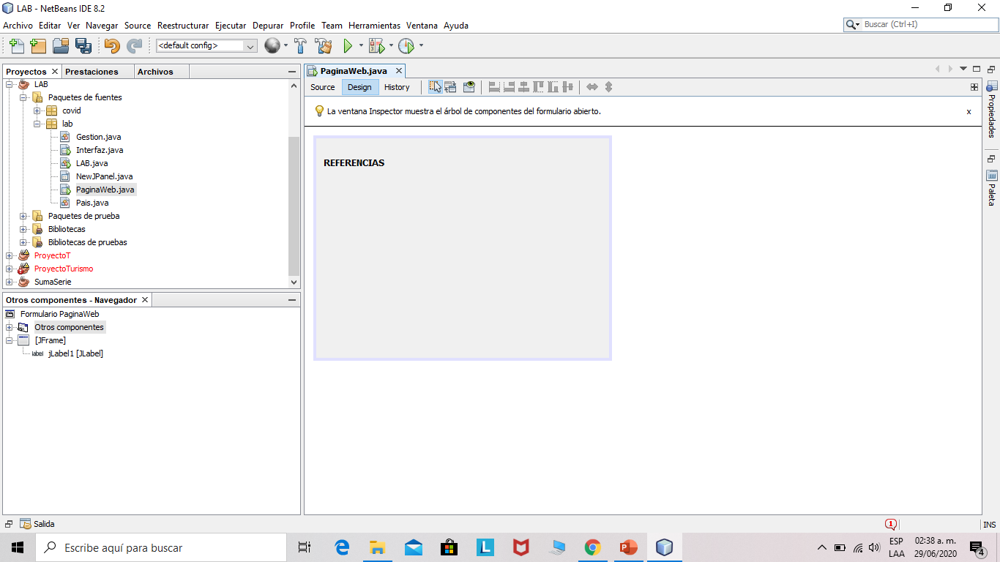 LAB - NetBeans IDE 8.2
Archivo Editar Ver Navegar Source Reestructurar Ejecutar Depurar Profile Team Herramientas Ventana Ayuda
Buscar (Ctrl+I)
<default config>
Proyectos Prestaciones Archivos
LAB
Paquetes de fuentes
covid
lab
Gestion.java
Interfaz.java
LAB.java
NewJPanel.java
PaginaWeb.java
Pais.java
Paquetes de prueba
Bibliotecas
Bibliotecas de pruebas
ProyectoT
ProyectoTurismo
SumaSerie
Otros componentes - Navegador
Formulario PaginaWeb
Otros componentes
[JFrame]
label jLabel1 [JLabel]
PaginaWeb.java
Source Design History
La ventana Inspector muestra el árbol de componentes del formulario abierto.
x
REFERENCIAS
Propiedades
Paleta
Salida
1
INS
Escribe aquí para buscar
ESP
LAA
02:38 a. m.
29/06/2020
4